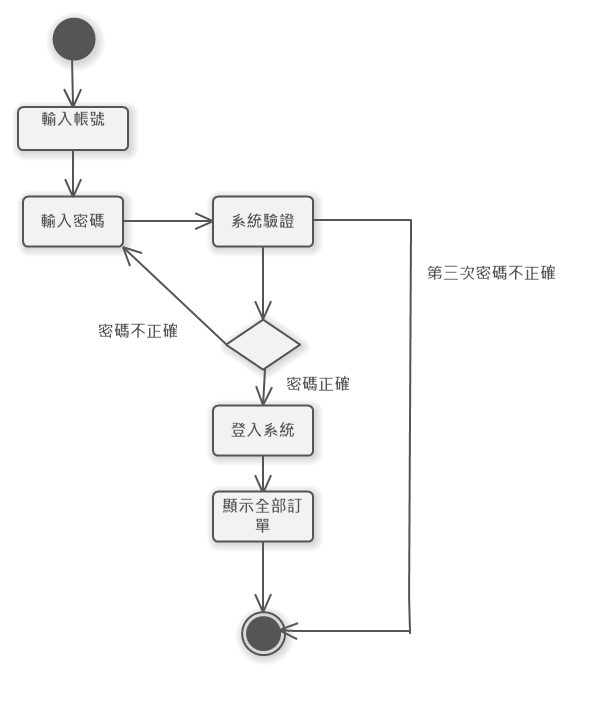 輸入帳號
輸入密碼
系統驗證
第三次密碼不正確
密碼不正確
密碼正確
登入系統
顯示全部訂
單